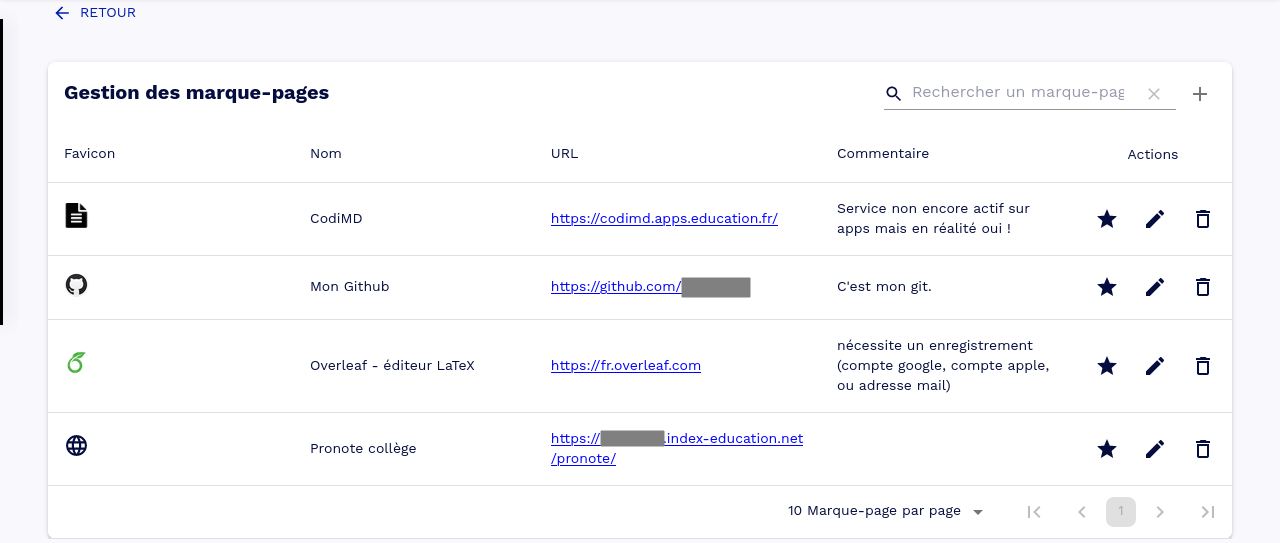 RETOUR
Gestion des marque-pages
Rechercher un marque-pag
Favicon Nom URL Commentaire Actions
CodiMD https://codimd.apps.education.fr/ Service non encore actif sur
apps mais en réalité oui !
Mon Github https://github.com/ C'est mon git.
Overleaf - éditeur LaTeX https://fr.overleaf.com nécessite un enregistrement
(compte google, compte apple,
ou adresse mail)
Pronote collège https:// .index-education.net
/pronote/
10 Marque-page par page 1